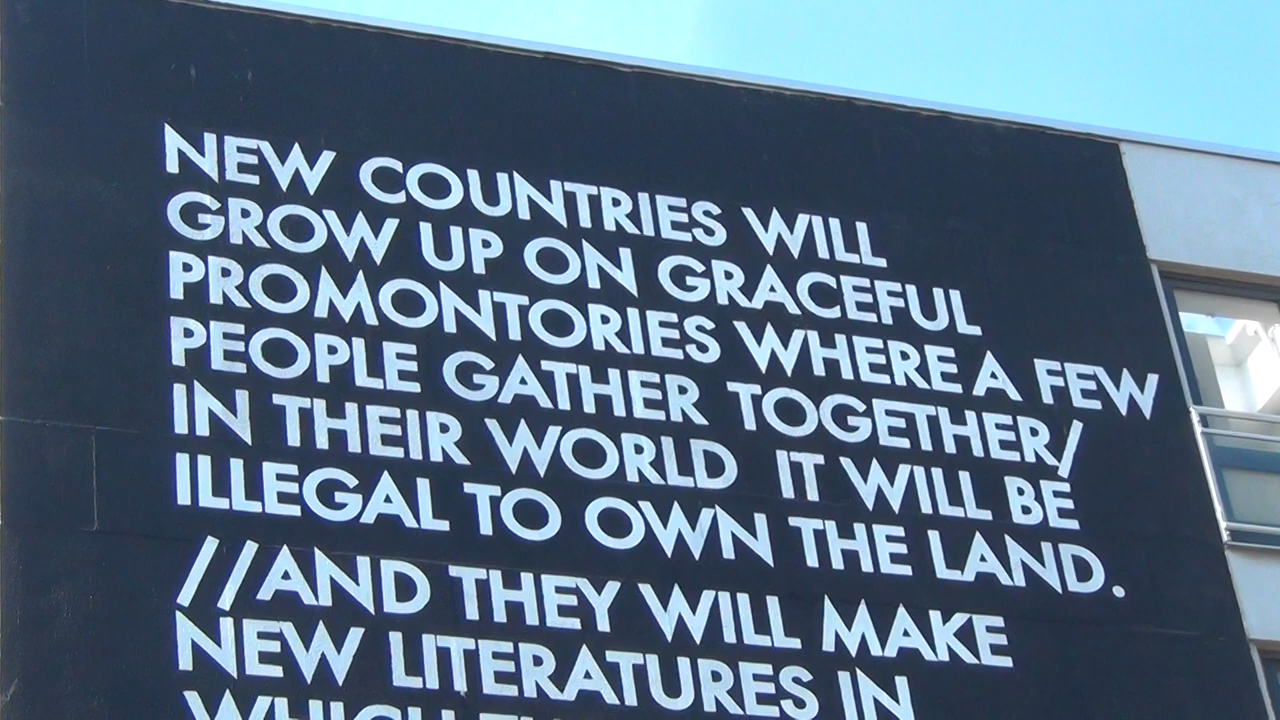 NEW COUNTRIES WILL
GROW UP ON GRACEFUL
PROMONTORIES WHERE A FEW
PEOPLE GATHER TOGETHER/
IN THEIR WORLD IT WILL BE
ILLEGAL TO OWN THE LAND.
//AND THEY WILL MAKE
NEW LITERATURES IN
WHICH